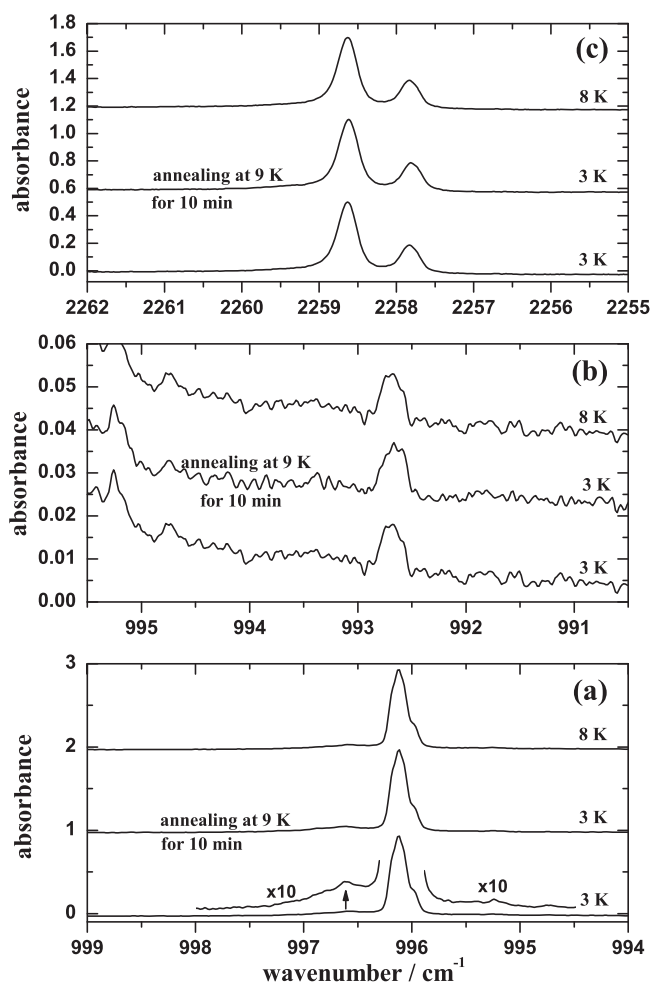 (c)
absorbance
1.8
1.6
1.4
1.2
1.0
0.8
0.6
0.4
0.2
0.0
8 K
annealing at 9 K
for 10 min
3 K
3 K
2262 2261 2260 2259 2258 2257 2256 2255
(b)
absorbance
0.06
0.05
0.04
0.03
0.02
0.01
0.00
8 K
annealing at 9 K
for 10 min
3 K
3 K
995 994 993 992 991
(a)
absorbance
3
2
1
0
8 K
annealing at 9 K
for 10 min
3 K
x10
x10
3 K
999 998 997 996 995 994
wavenumber / cm⁻¹